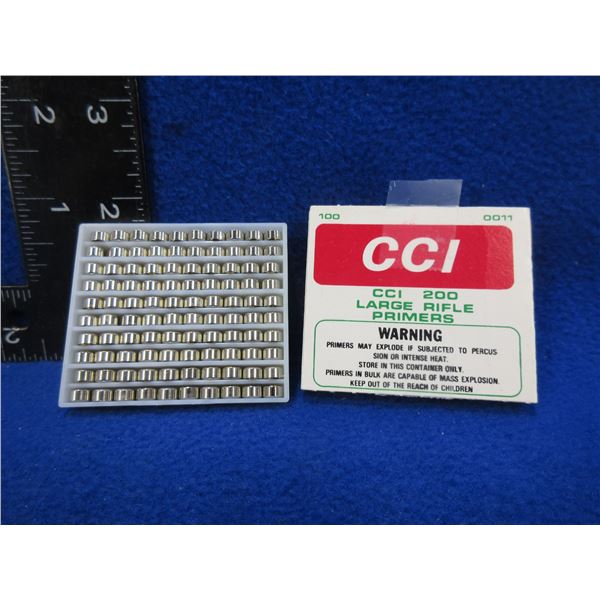 2
3
1
2
2
100 0011
CCI
CCI 200
LARGE RIFLE
PRIMERS
WARNING
PRIMERS MAY EXPLODE IF SUBJECTED TO PERCUS
SION OR INTENSE HEAT.
STORE IN THIS CONTAINER ONLY.
PRIMERS IN BULK ARE CAPABLE OF MASS EXPLOSION.
KEEP OUT OF THE REACH OF CHILDREN